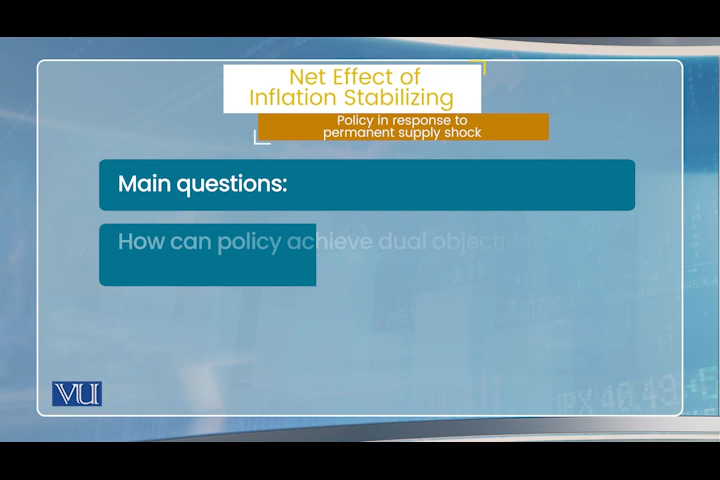 Net Effect of
Inflation Stabilizing
Policy in response to
permanent supply shock
Main questions:
How can policy achieve dual
VU